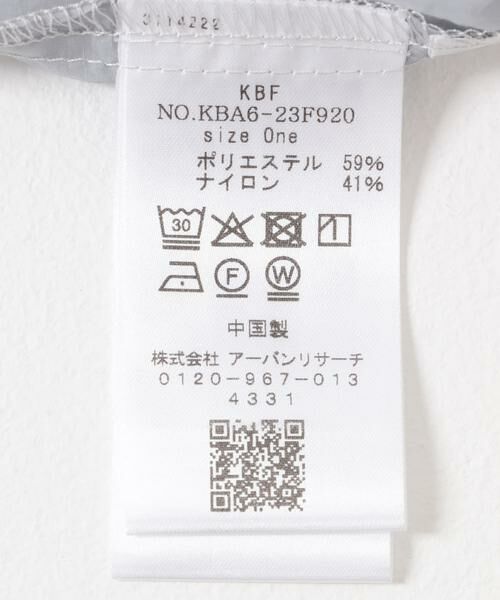 3114222
KBF
NO.KBA6-23F920
size One
ポリエステル 59%
ナイロン 41%
30
F W
中国製
株式会社 アーバンリサーチ
0120-967-013
4331